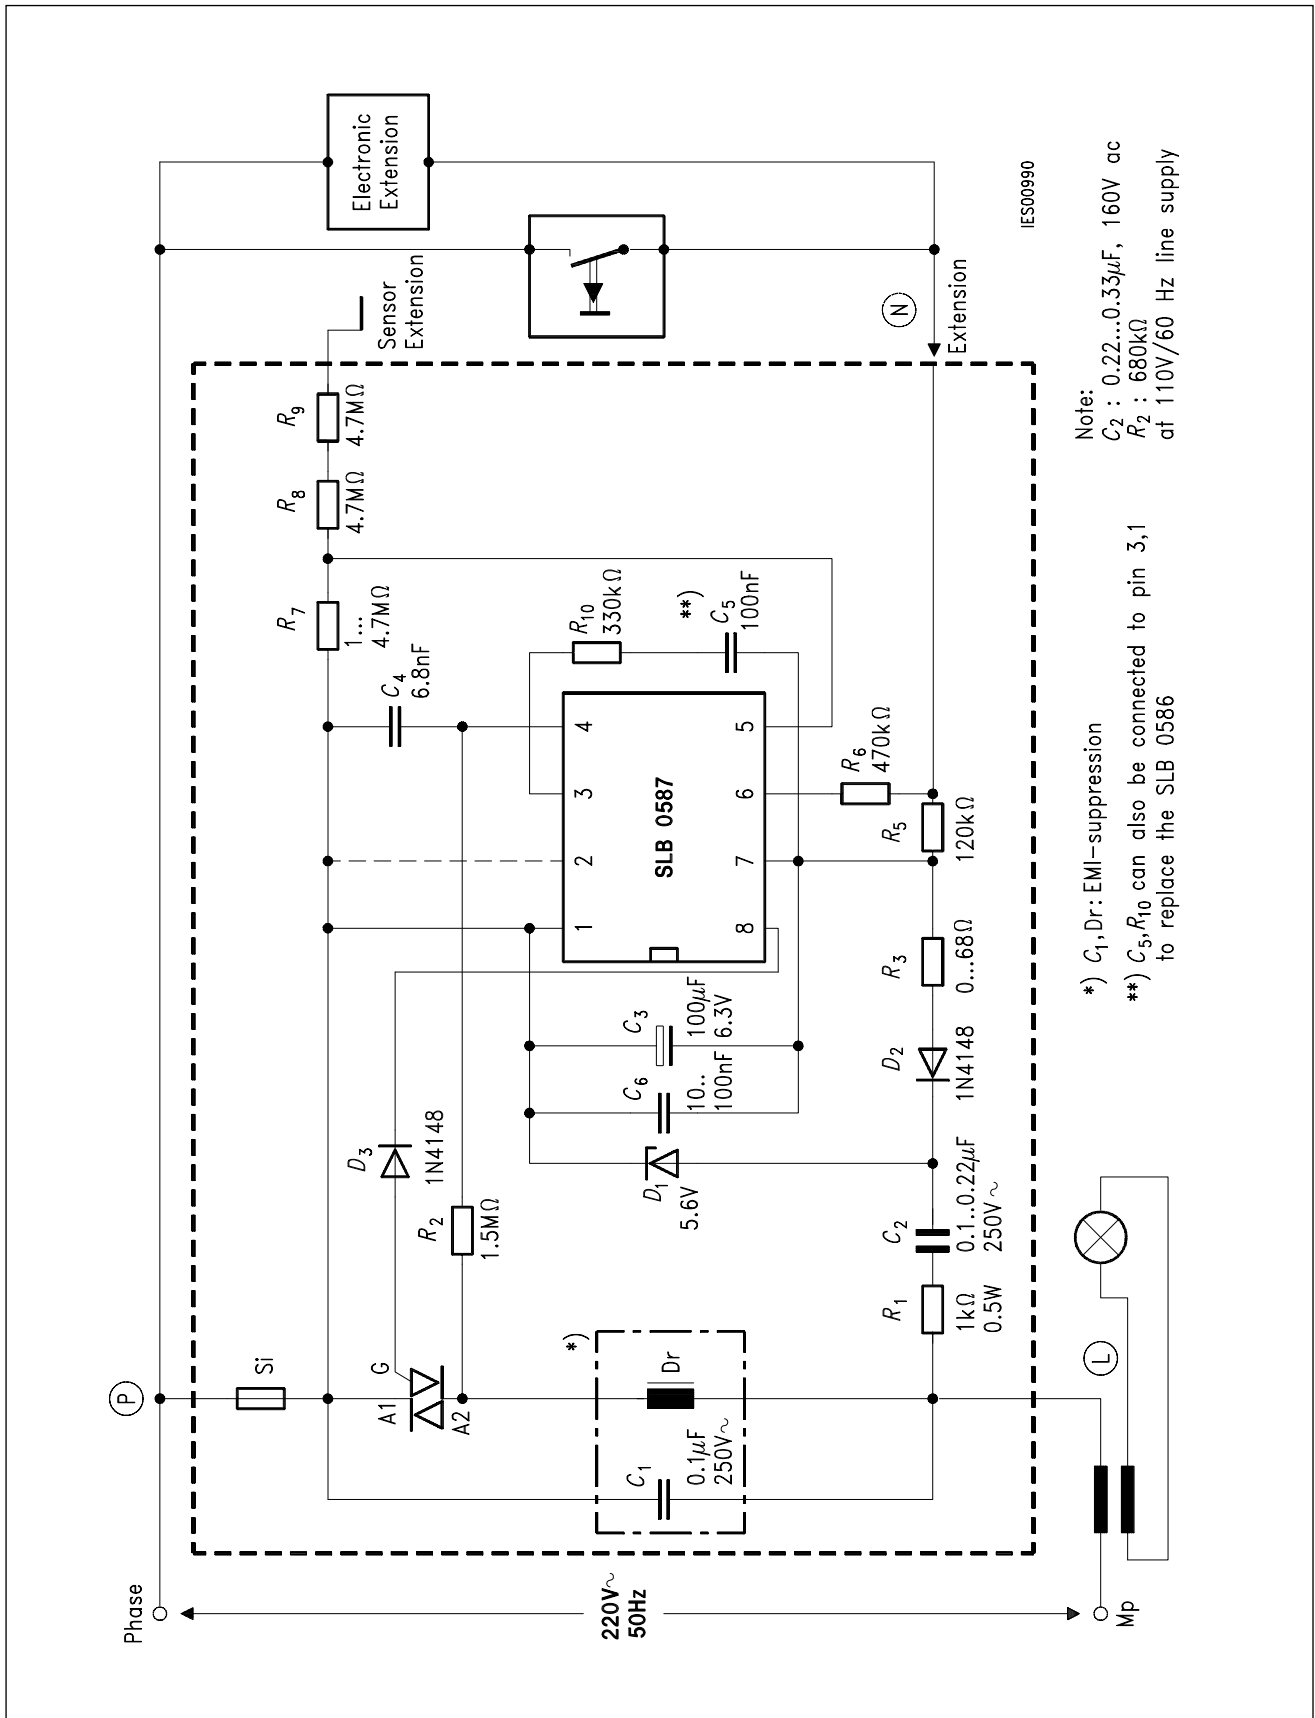 Phase
P
Si
220V~
50Hz
Mp
L
A1
G
A2
*)
C1
0.1μF
250V~
Dr
R2
1.5MΩ
D3
1N4148
R1
1kΩ
0.5W
C2
0.1..0.22μF
250V~
D1
5.6V
C6
10..
100nF
C3
100μF
6.3V
D2
1N4148
R3
0...68Ω
SLB 0587
1
2
3
4
8
7
6
5
R5
120kΩ
R6
470kΩ
C4
6.8nF
R10
330kΩ
**)
C5
100nF
R7
1...
4.7MΩ
R8
4.7MΩ
R9
4.7MΩ
Sensor
Extension
Electronic
Extension
N
Extension
IES00990
*) C1,Dr: EMI-suppression
**) C5,R10 can also be connected to pin 3,1
to replace the SLB 0586
Note:
C2 : 0.22...0.33μF, 160V ac
R2 : 680kΩ
at 110V/60 Hz line supply